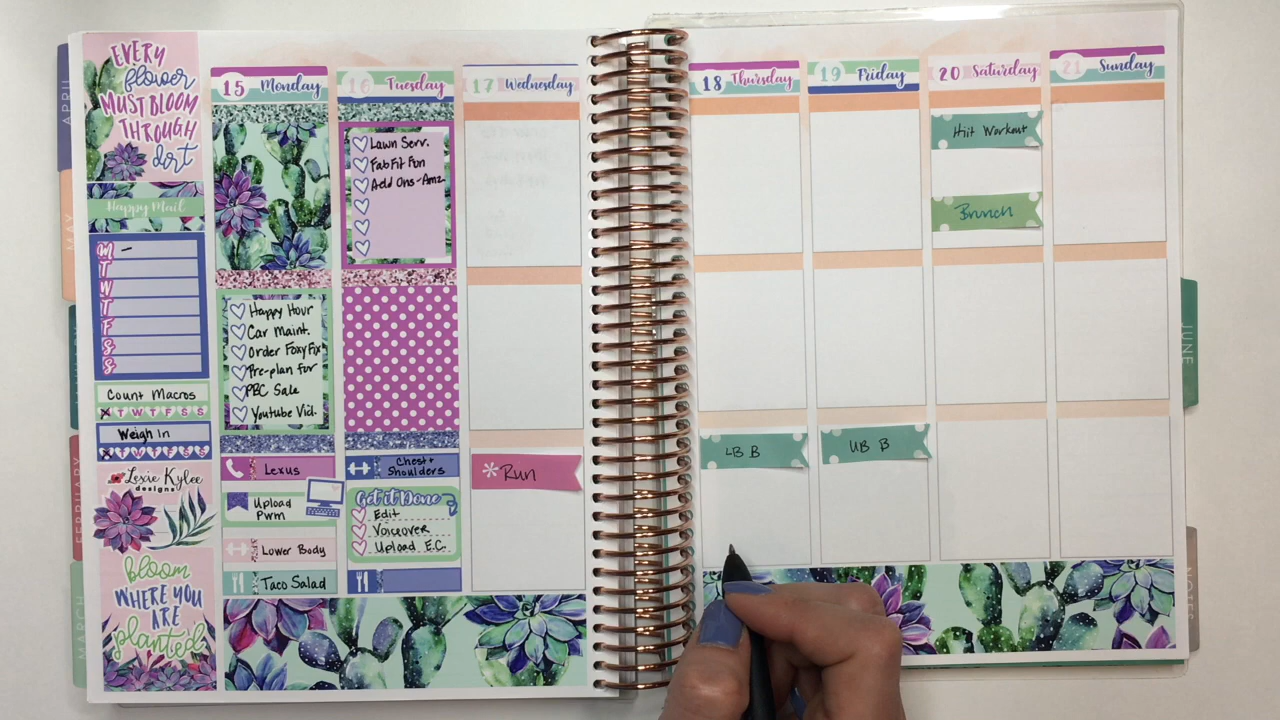 APRIL
MAY
FEBRUARY
MARCH
EVERY
flower
MUST BLOOM
THROUGH
dirt
Happy Mail
M -
T
W
T
F
S
S
Count Macros
X T W T F S S
Weigh In
X T W T F S S
Lexie Kylee
designs
bloom
WHERE YOU
ARE
planted
15 Monday
Happy Hour
Car maint.
Order FoxyFix
Pre-plan for
PBC Sale
Youtube Vid.
Lexus
Upload
Pwm
Lower Body
Taco Salad
16 Tuesday
Lawn Serv.
FabFit Fun
Add Ons-Amz
Chest+
Shoulders
Get it Done
Edit
Voiceover
Upload E.C.
17 Wednesday
Run
18 Thursday
LB B
19 Friday
UB B
20 Saturday
Hiit Workout
Brunch
21 Sunday
JUNE
NOTES